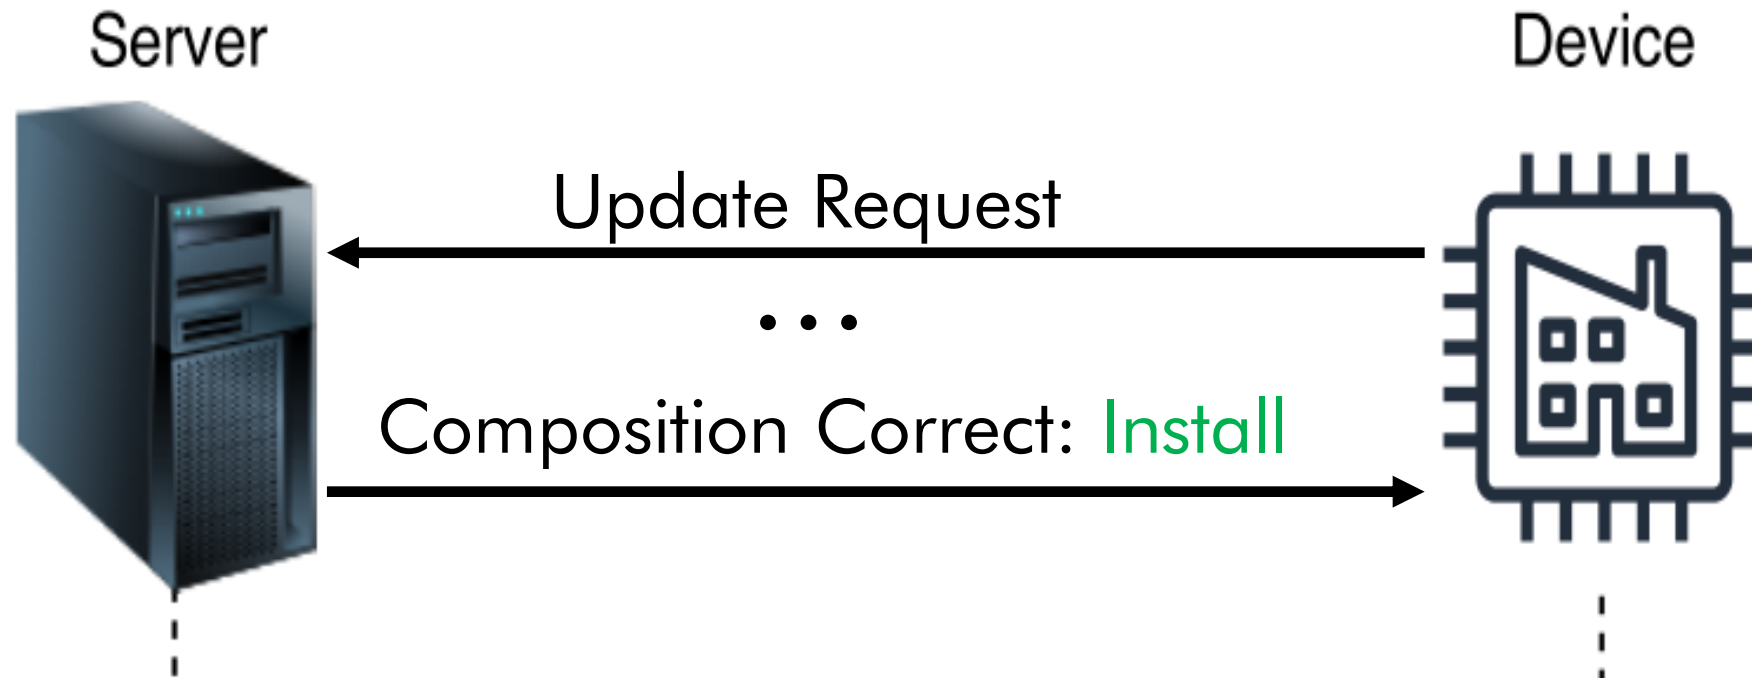 Server
Device
Update Request
...
Composition Correct: Install